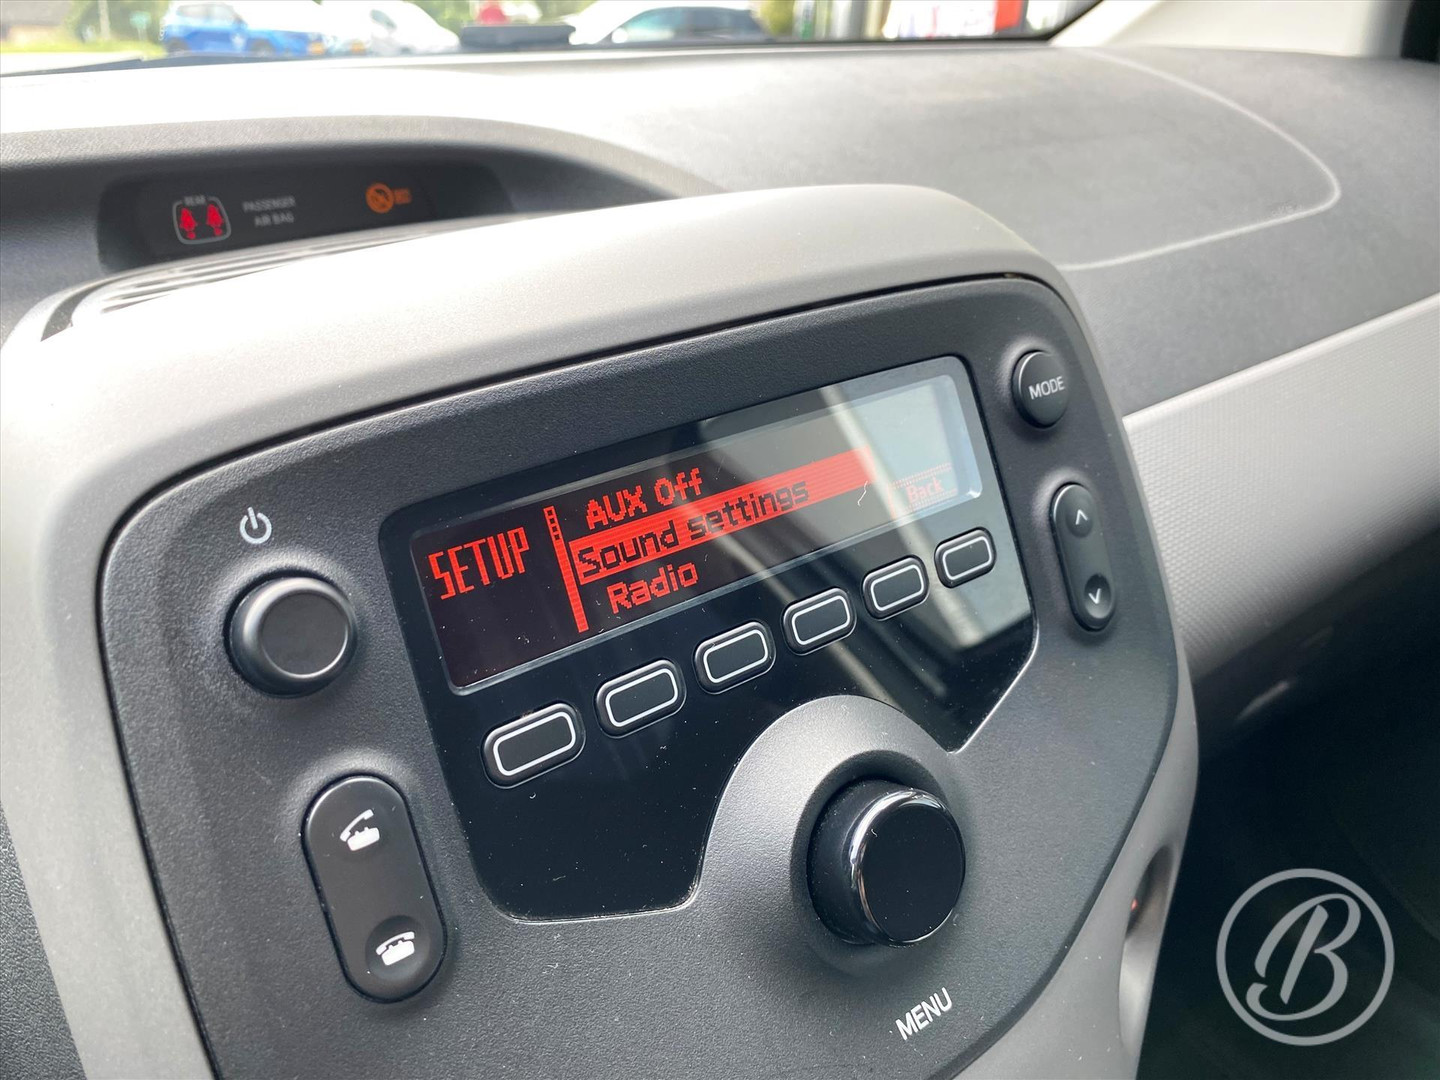 REAR
PASSENGER
AIR BAG
MODE
AUX Off
SETUP
Sound settings
Back
Radio
MENU
B